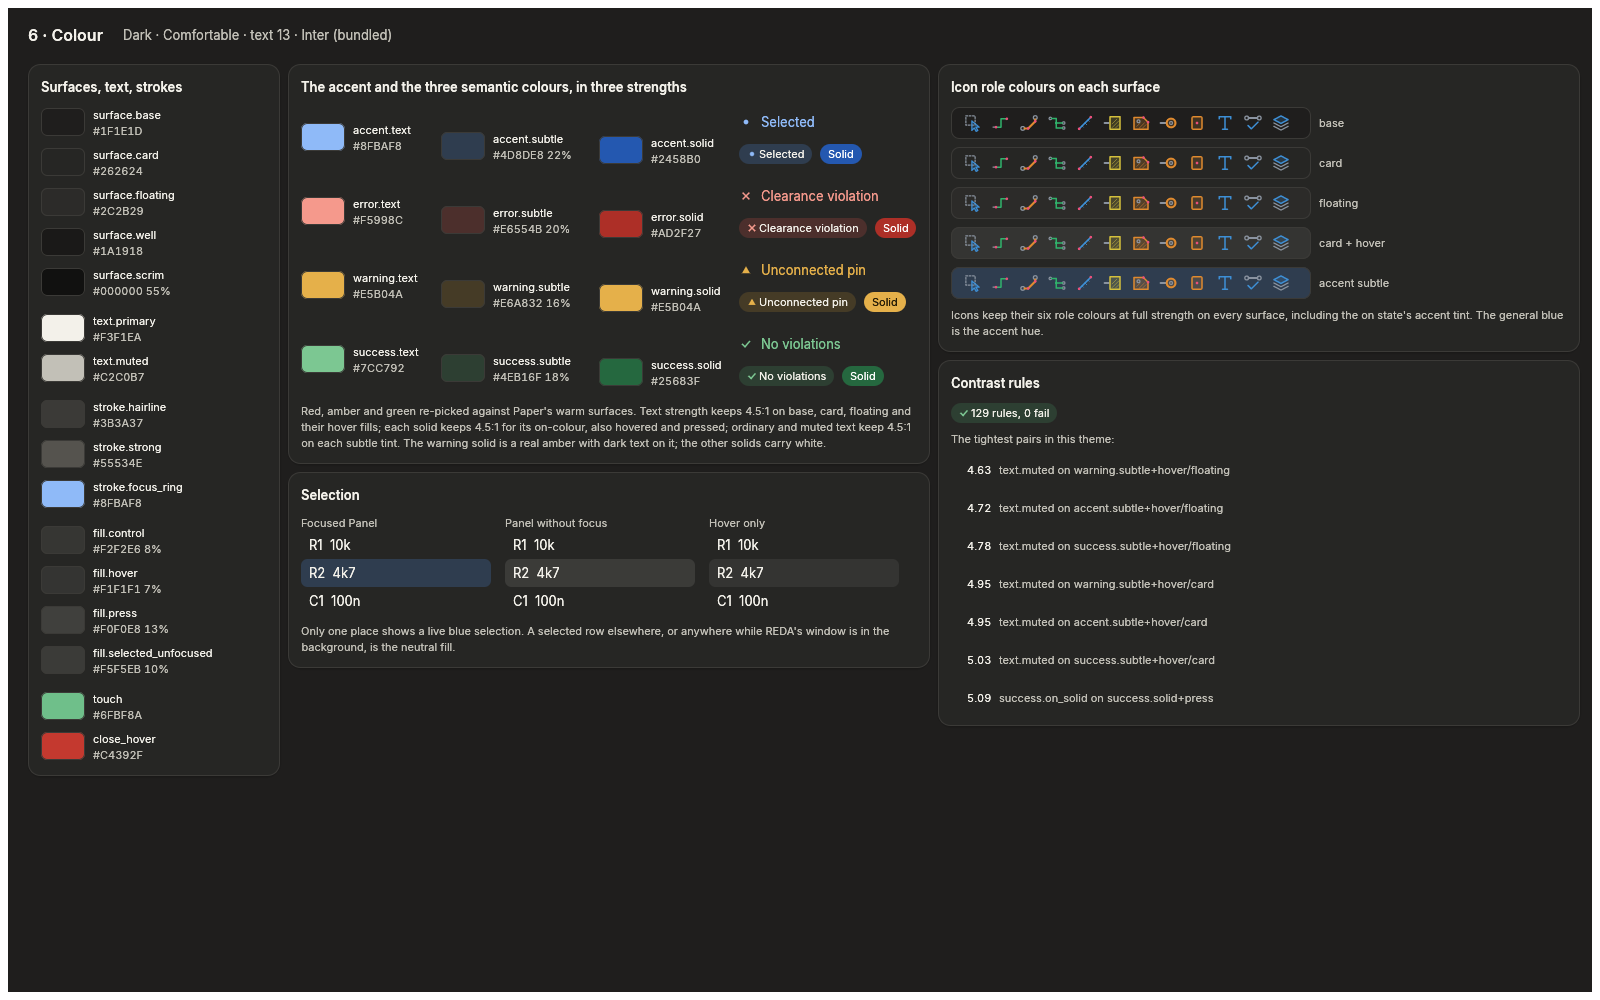 6 · Colour
Dark · Comfortable · text 13 · Inter (bundled)
Surfaces, text, strokes
surface.base
#1F1E1D
surface.card
#262624
surface.floating
#2C2B29
surface.well
#1A1918
surface.scrim
#000000 55%
text.primary
#F3F1EA
text.muted
#C2C0B7
stroke.hairline
#3B3A37
stroke.strong
#55534E
stroke.focus_ring
#8FBAF8
fill.control
#F2F2E6 8%
fill.hover
#F1F1F1 7%
fill.press
#F0F0E8 13%
fill.selected_unfocused
#F5F5EB 10%
touch
#6FBF8A
close_hover
#C4392F
The accent and the three semantic colours, in three strengths
accent.text
#8FBAF8
accent.subtle
#4D8DE8 22%
accent.solid
#2458B0
Selected
Selected
Solid
error.text
#F5998C
error.subtle
#E6554B 20%
error.solid
#AD2F27
Clearance violation
Clearance violation
Solid
warning.text
#E5B04A
warning.subtle
#E6A832 16%
warning.solid
#E5B04A
Unconnected pin
Unconnected pin
Solid
success.text
#7CC792
success.subtle
#4EB16F 18%
success.solid
#25683F
No violations
No violations
Solid
Red, amber and green re-picked against Paper's warm surfaces. Text strength keeps 4.5:1 on base, card, floating and
their hover fills; each solid keeps 4.5:1 for its on-colour, also hovered and pressed; ordinary and muted text keep 4.5:1
on each subtle tint. The warning solid is a real amber with dark text on it; the other solids carry white.
Selection
Focused Panel
R1 10k
R2 4k7
C1 100n
Panel without focus
R1 10k
R2 4k7
C1 100n
Hover only
R1 10k
R2 4k7
C1 100n
Only one place shows a live blue selection. A selected row elsewhere, or anywhere while REDA's window is in the
background, is the neutral fill.
Icon role colours on each surface
base
card
floating
card + hover
accent subtle
Icons keep their six role colours at full strength on every surface, including the on state's accent tint. The general blue
is the accent hue.
Contrast rules
129 rules, 0 fail
The tightest pairs in this theme:
4.63 text.muted on warning.subtle+hover/floating
4.72 text.muted on accent.subtle+hover/floating
4.78 text.muted on success.subtle+hover/floating
4.95 text.muted on warning.subtle+hover/card
4.95 text.muted on accent.subtle+hover/card
5.03 text.muted on success.subtle+hover/card
5.09 success.on_solid on success.solid+press